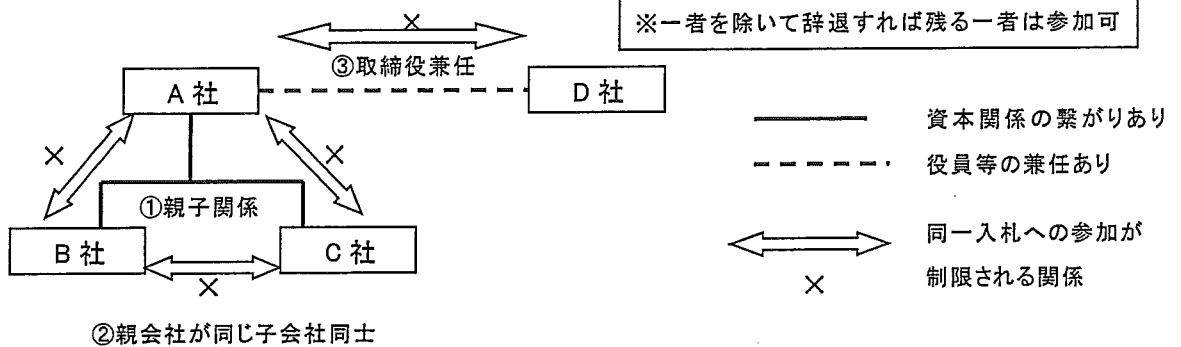 ※一者を除いて辞退すれば残る一者は参加可
×
③取締役兼任
A社
D社
資本関係の繋がりあり
役員等の兼任あり
×
×
①親子関係
B社
C社
×
同一入札への参加が
×
制限される関係
②親会社が同じ子会社同士